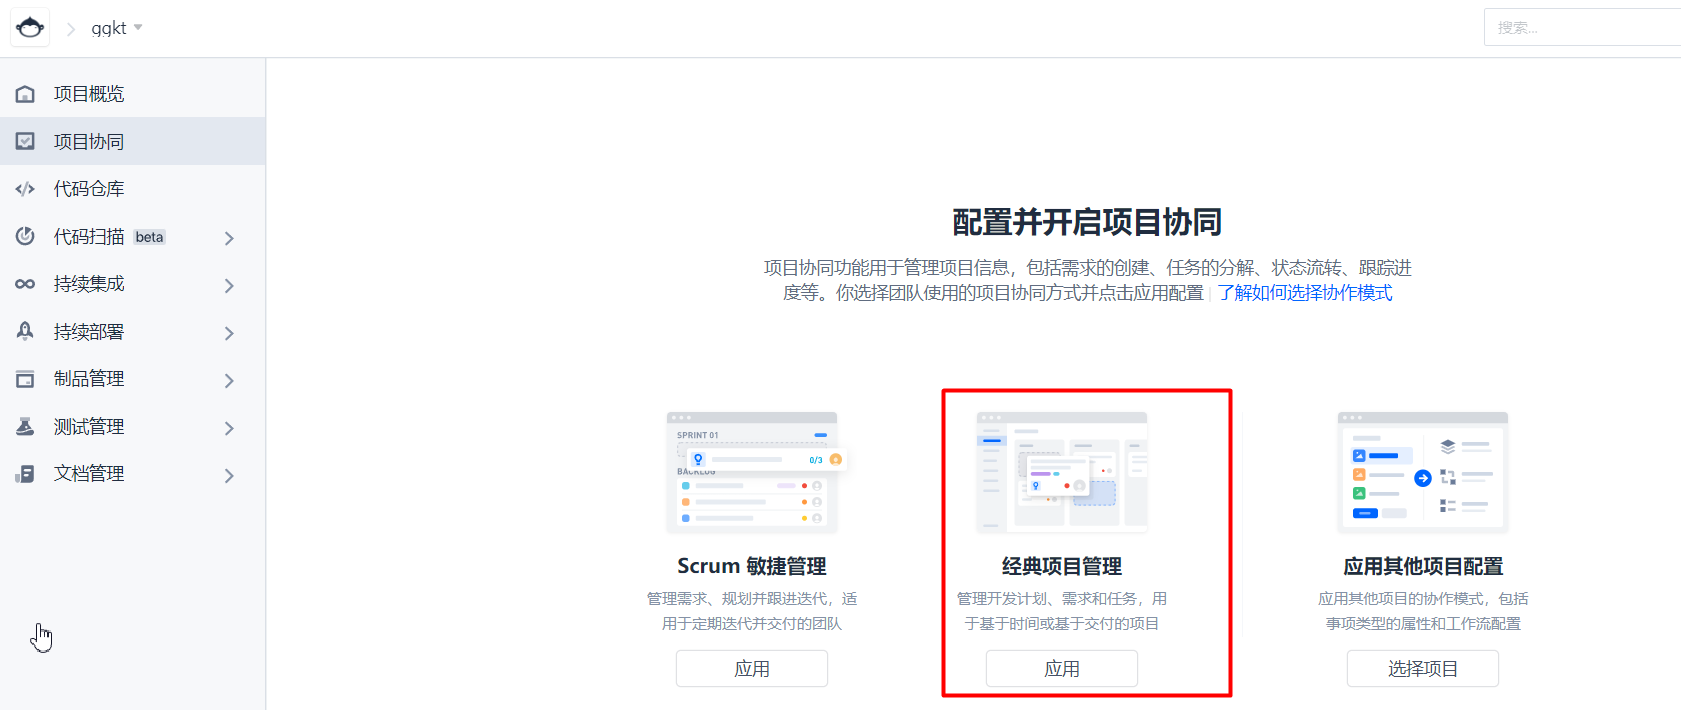 ggkt
搜索...
项目概览
项目协同
代码仓库
代码扫描 beta
持续集成
持续部署
制品管理
测试管理
文档管理
配置并开启项目协同
项目协同功能用于管理项目信息，包括需求的创建、任务的分解、状态流转、跟踪进
度等。你选择团队使用的项目协同方式并点击应用配置 | 了解如何选择协作模式
SPRINT 01
0/3
BACKLOG
Scrum 敏捷管理
管理需求、规划并跟进迭代，适
用于定期迭代并交付的团队
应用
经典项目管理
管理开发计划、需求和任务，用
于基于时间或基于交付的项目
应用
应用其他项目配置
应用其他项目的协作模式，包括
事项类型的属性和工作流配置
选择项目